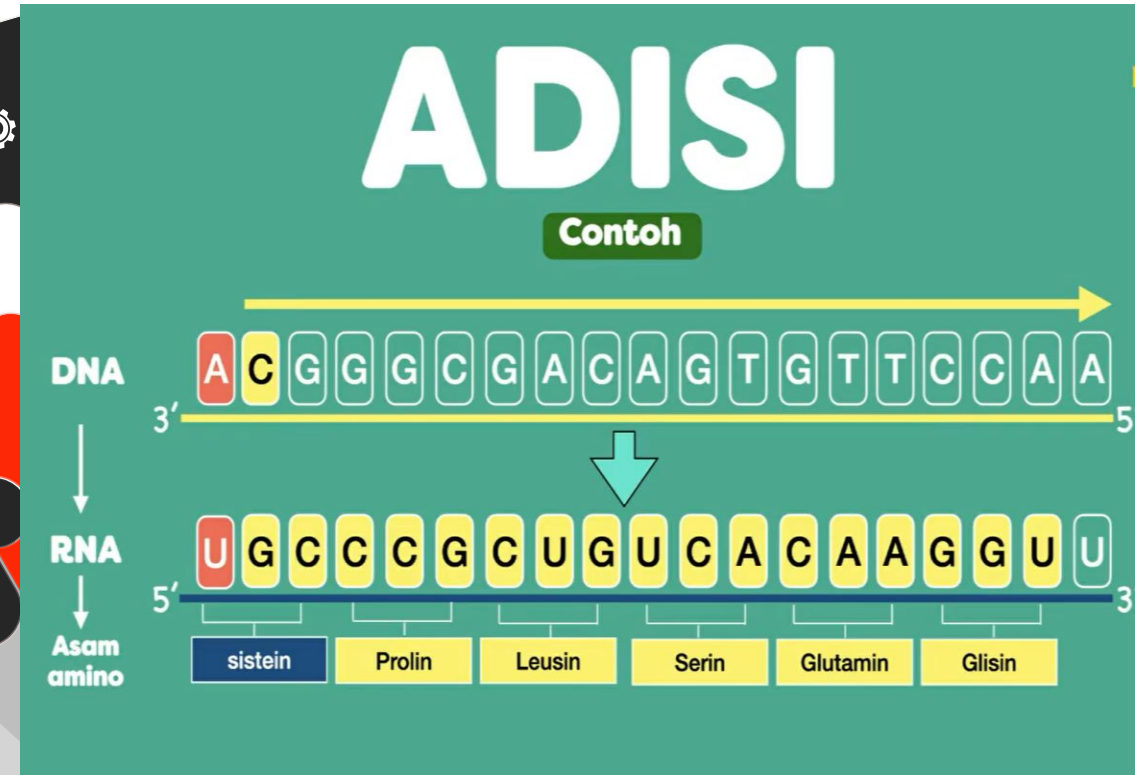 ADISI
Contoh
DNA
A C G G G C G A C A G T G T T C C A A
3’ 5
RNA
U G C C C G C U G U C A C A A G G U U
5’ 3
Asam
amino
sistein Prolin Leusin Serin Glutamin Glisin